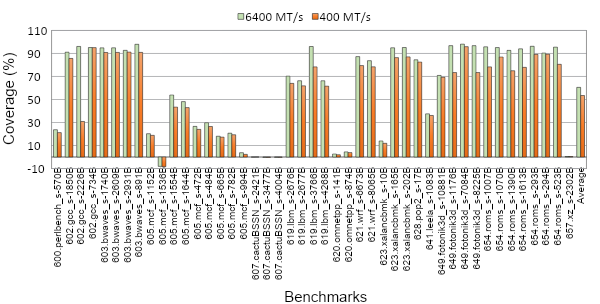 6400 MT/s 400 MT/s
110
90
70
50
30
10
-10
Coverage (%)
600.perlbench_s-570B
602.gcc_s-1850B
602.gcc_s-2226B
602.gcc_s-734B
603.bwaves_s-1740B
603.bwaves_s-2609B
603.bwaves_s-2931B
603.bwaves_s-891B
605.mcf_s-1152B
605.mcf_s-1536B
605.mcf_s-1554B
605.mcf_s-1644B
605.mcf_s-472B
605.mcf_s-484B
605.mcf_s-665B
605.mcf_s-782B
605.mcf_s-994B
607.cactuBSSN_s-2421B
607.cactuBSSN_s-3477B
607.cactuBSSN_s-4004B
619.lbm_s-2676B
619.lbm_s-2677B
619.lbm_s-3766B
619.lbm_s-4268B
620.omnetpp_s-141B
620.omnetpp_s-874B
621.wrf_s-6673B
621.wrf_s-8065B
623.xalancbmk_s-10B
623.xalancbmk_s-165B
623.xalancbmk_s-202B
628.pop2_s-17B
641.leela_s-1083B
649.fotonik3d_s-10881B
649.fotonik3d_s-1176B
649.fotonik3d_s-7084B
649.fotonik3d_s-8225B
654.roms_s-1007B
654.roms_s-1070B
654.roms_s-1390B
654.roms_s-1613B
654.roms_s-293B
654.roms_s-294B
654.roms_s-523B
657.xz_s-2302B
Average
Benchmarks